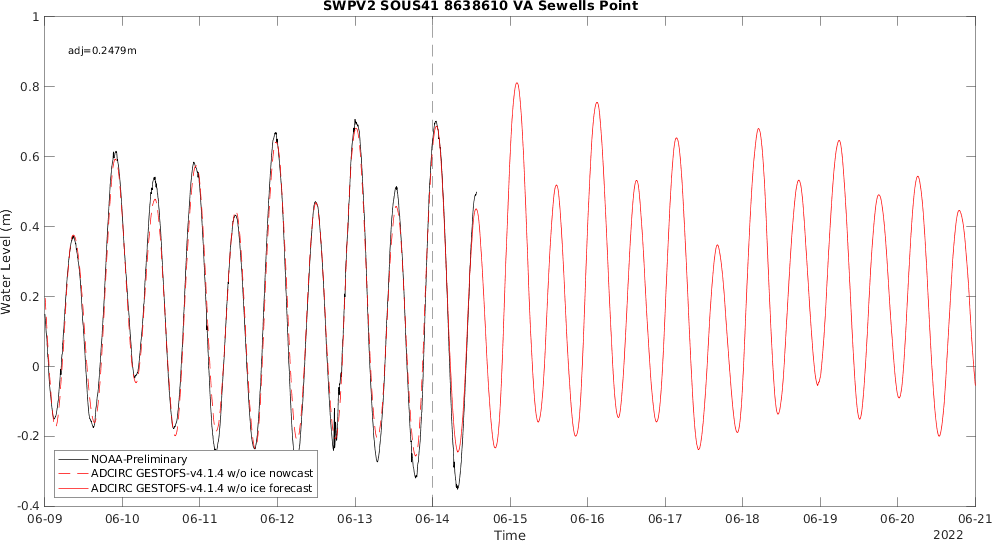 SWPV2 SOUS41 8638610 VA Sewells Point
adj=0.2479m
1
0.8
0.6
0.4
0.2
0
-0.2
-0.4
Water Level (m)
NOAA-Preliminary
ADCIRC GESTOFS-v4.1.4 w/o ice nowcast
ADCIRC GESTOFS-v4.1.4 w/o ice forecast
06-09 06-10 06-11 06-12 06-13 06-14 06-15 06-16 06-17 06-18 06-19 06-20 06-21
Time
2022